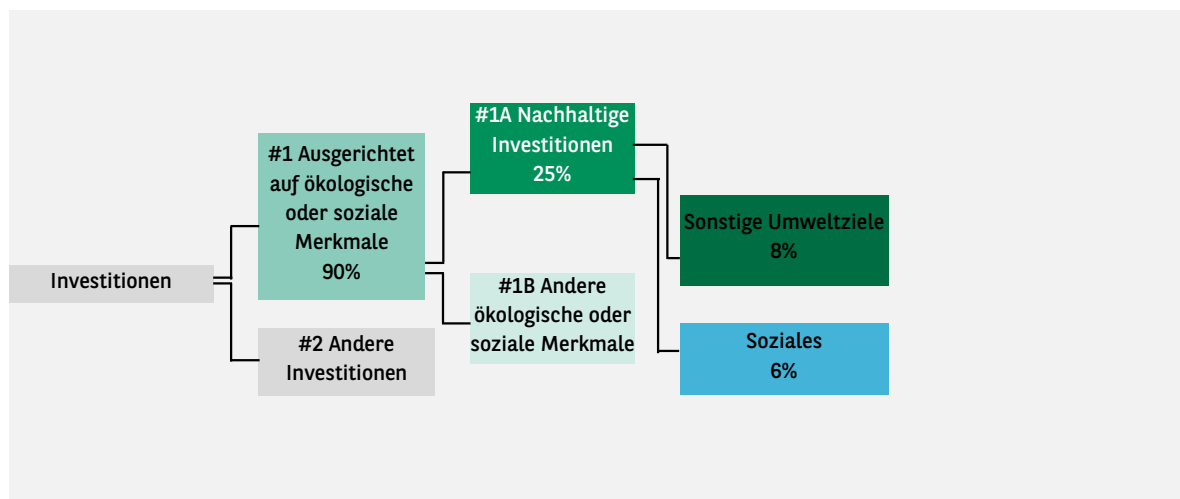 Investitionen
#1 Ausgerichtet
auf ökologische
oder soziale
Merkmale
90%
#2 Andere
Investitionen
#1A Nachhaltige
Investitionen
25%
#1B Andere
ökologische oder
soziale Merkmale
Sonstige Umweltziele
8%
Soziales
6%